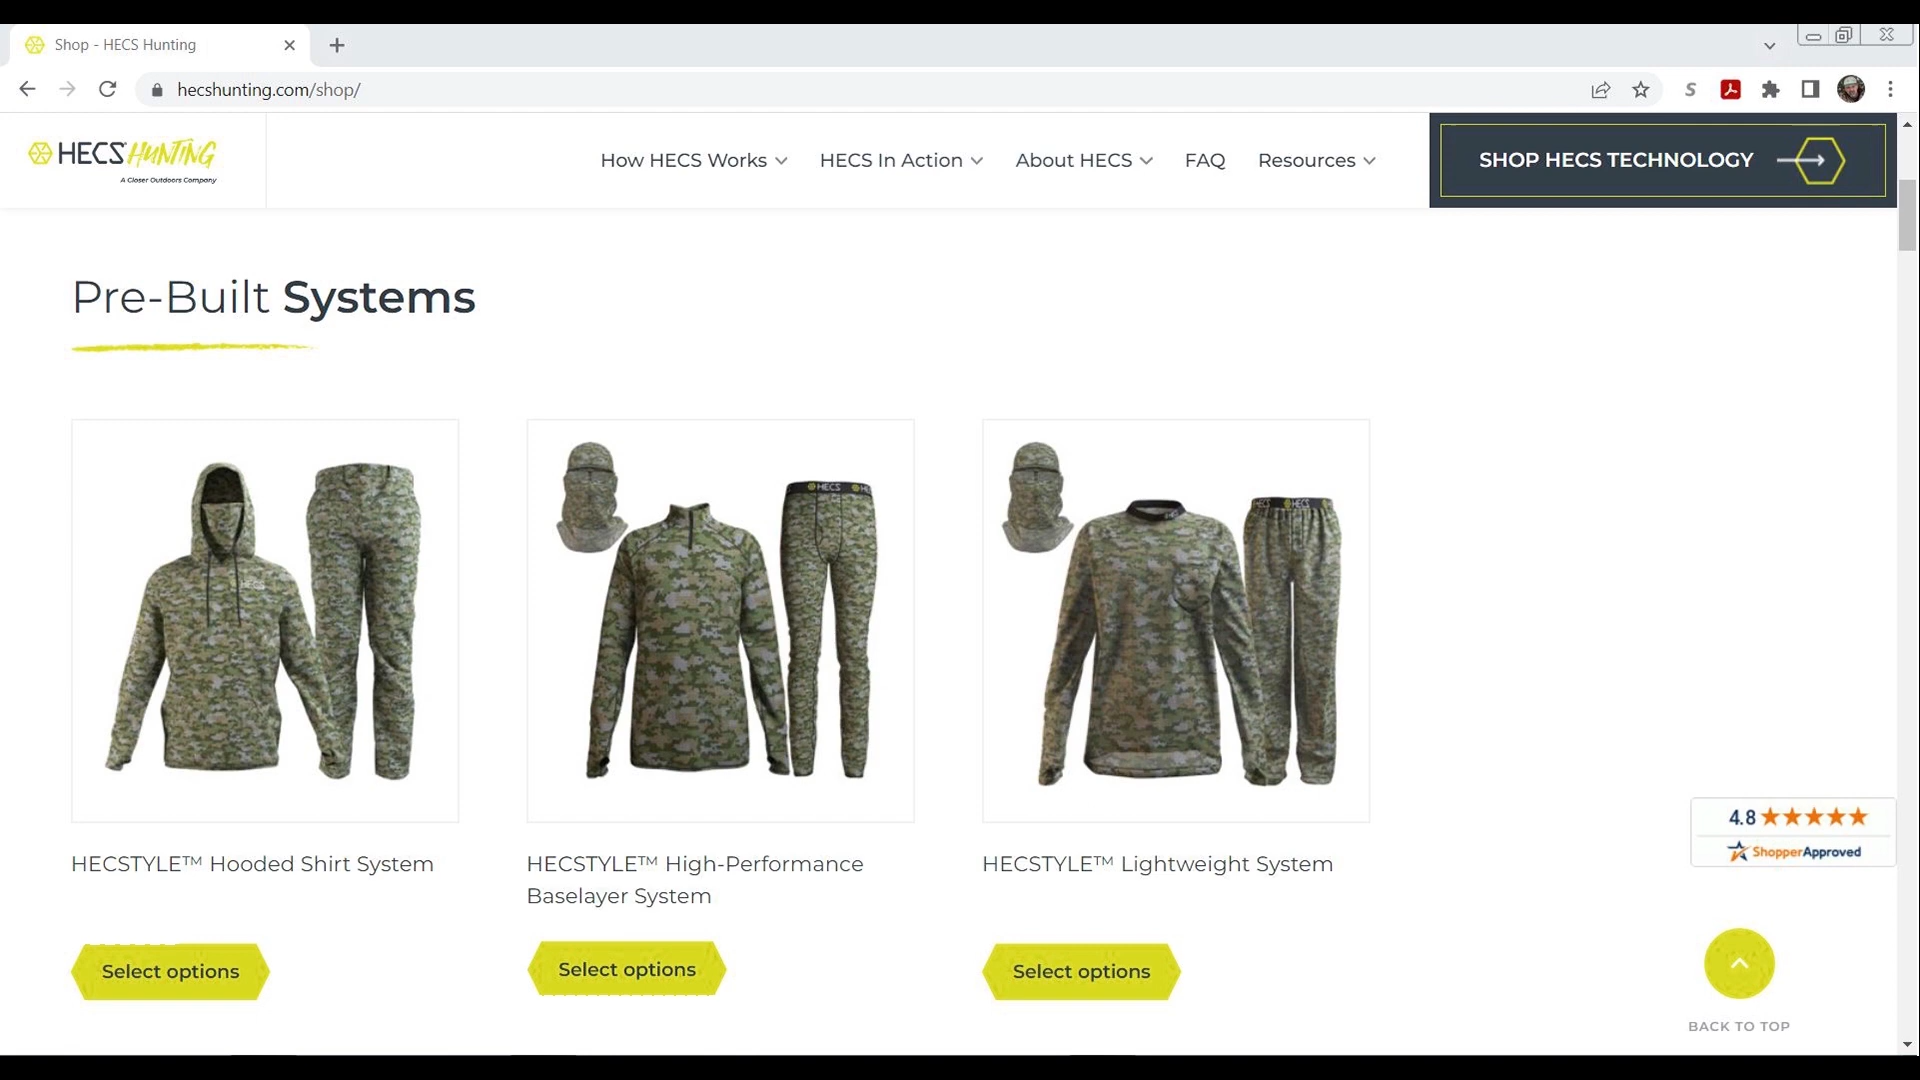 Shop - HECS Hunting
hecshunting.com/shop/
HECS HUNTING
A Closer Outdoors Company
How HECS Works
HECS In Action
About HECS
FAQ
Resources
SHOP HECS TECHNOLOGY
Pre-Built Systems
HECS
HECS
HECS
HECSTYLE™ Hooded Shirt System
HECSTYLE™ High-Performance
Baselayer System
HECSTYLE™ Lightweight System
4.8
ShopperApproved
Select options
Select options
Select options
BACK TO TOP